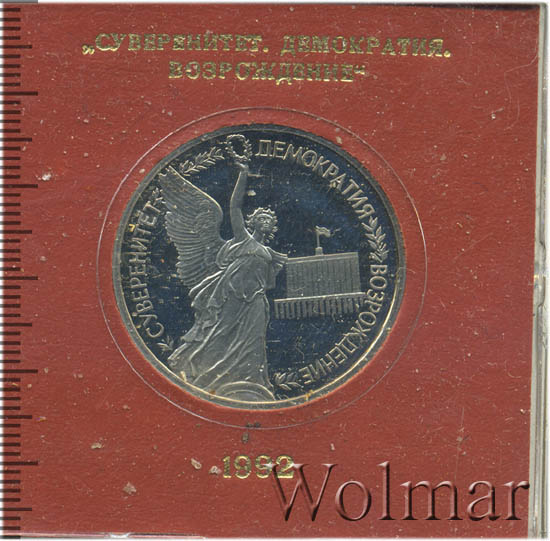 „СУВЕРЕНИТЕТ. ДЕМОКРАТИЯ.
ВОЗРОЖДЕНИЕ“
СУВЕРЕНИТЕТ
ДЕМОКРАТИЯ
ВОЗРОЖДЕНИЕ
1992
Wolmar